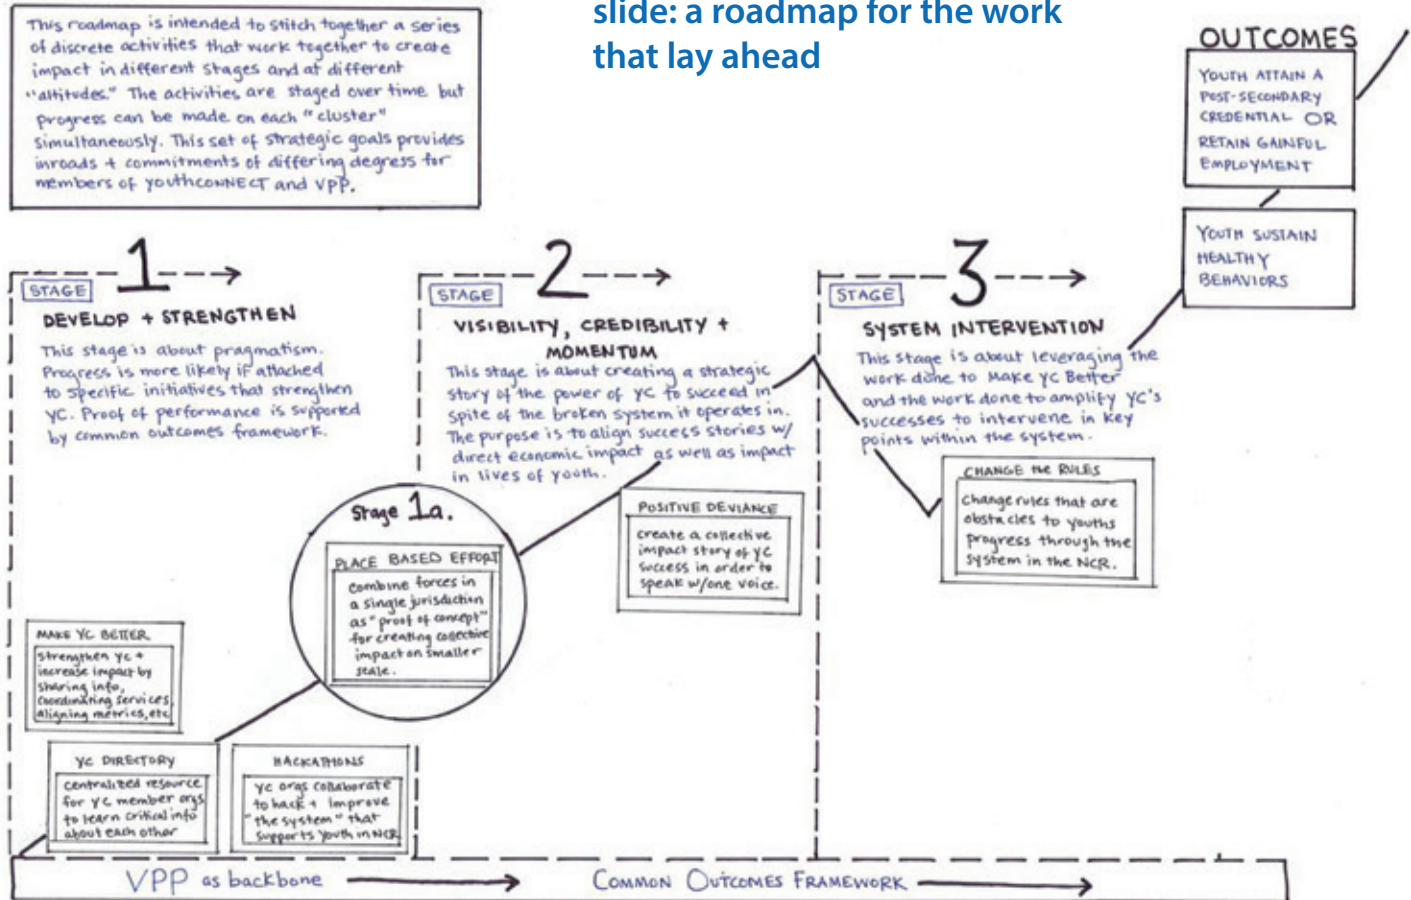 slide: a roadmap for the work
that lay ahead
This roadmap is intended to stitch together a series
of discrete activities that work together to create
impact in different stages and at different
"altitudes." The activities are staged over time but
progress can be made on each "cluster"
simultaneously. This set of strategic goals provides
inroads + commitments of differing degress for
members of youthCONNECT and VPP.
OUTCOMES
YOUTH ATTAIN A
POST-SECONDARY
CREDENTIAL OR
RETAIN GAINFUL
EMPLOYMENT
YOUTH SUSTAIN
HEALTHY
BEHAVIORS
STAGE 1
DEVELOP + STRENGTHEN
This stage is about pragmatism.
Progress is more likely if attached
to specific initiatives that strengthen
YC. Proof of performance is supported
by common outcomes framework.
STAGE 2
VISIBILITY, CREDIBILITY +
MOMENTUM
This stage is about creating a strategic
story of the power of YC to succeed in
spite of the broken system it operates in.
The purpose is to align success stories w/
direct economic impact as well as impact
in lives of youth.
STAGE 3
SYSTEM INTERVENTION
This stage is about leveraging the
work done to Make YC Better
and the work done to amplify YC's
successes to intervene in key
points within the system.
Stage 1a.
PLACE BASED EFFORT
combine forces in
a single jurisdiction
as "proof of concept"
for creating collective
impact on smaller
scale.
POSITIVE DEVIANCE
create a collective
impact story of YC
success in order to
speak w/one voice.
CHANGE the RULES
Change rules that are
obstacles to youths
progress through the
system in the NCR.
MAKE YC BETTER
strengthen YC +
increase impact by
sharing info,
coordinating services,
aligning metrics, etc
YC DIRECTORY
centralized resource
for YC member orgs
to learn critical info
about each other
HACKATHONS
YC orgs collaborate
to hack + improve
"the system" that
supports youth in NCR
VPP as backbone
COMMON OUTCOMES FRAMEWORK